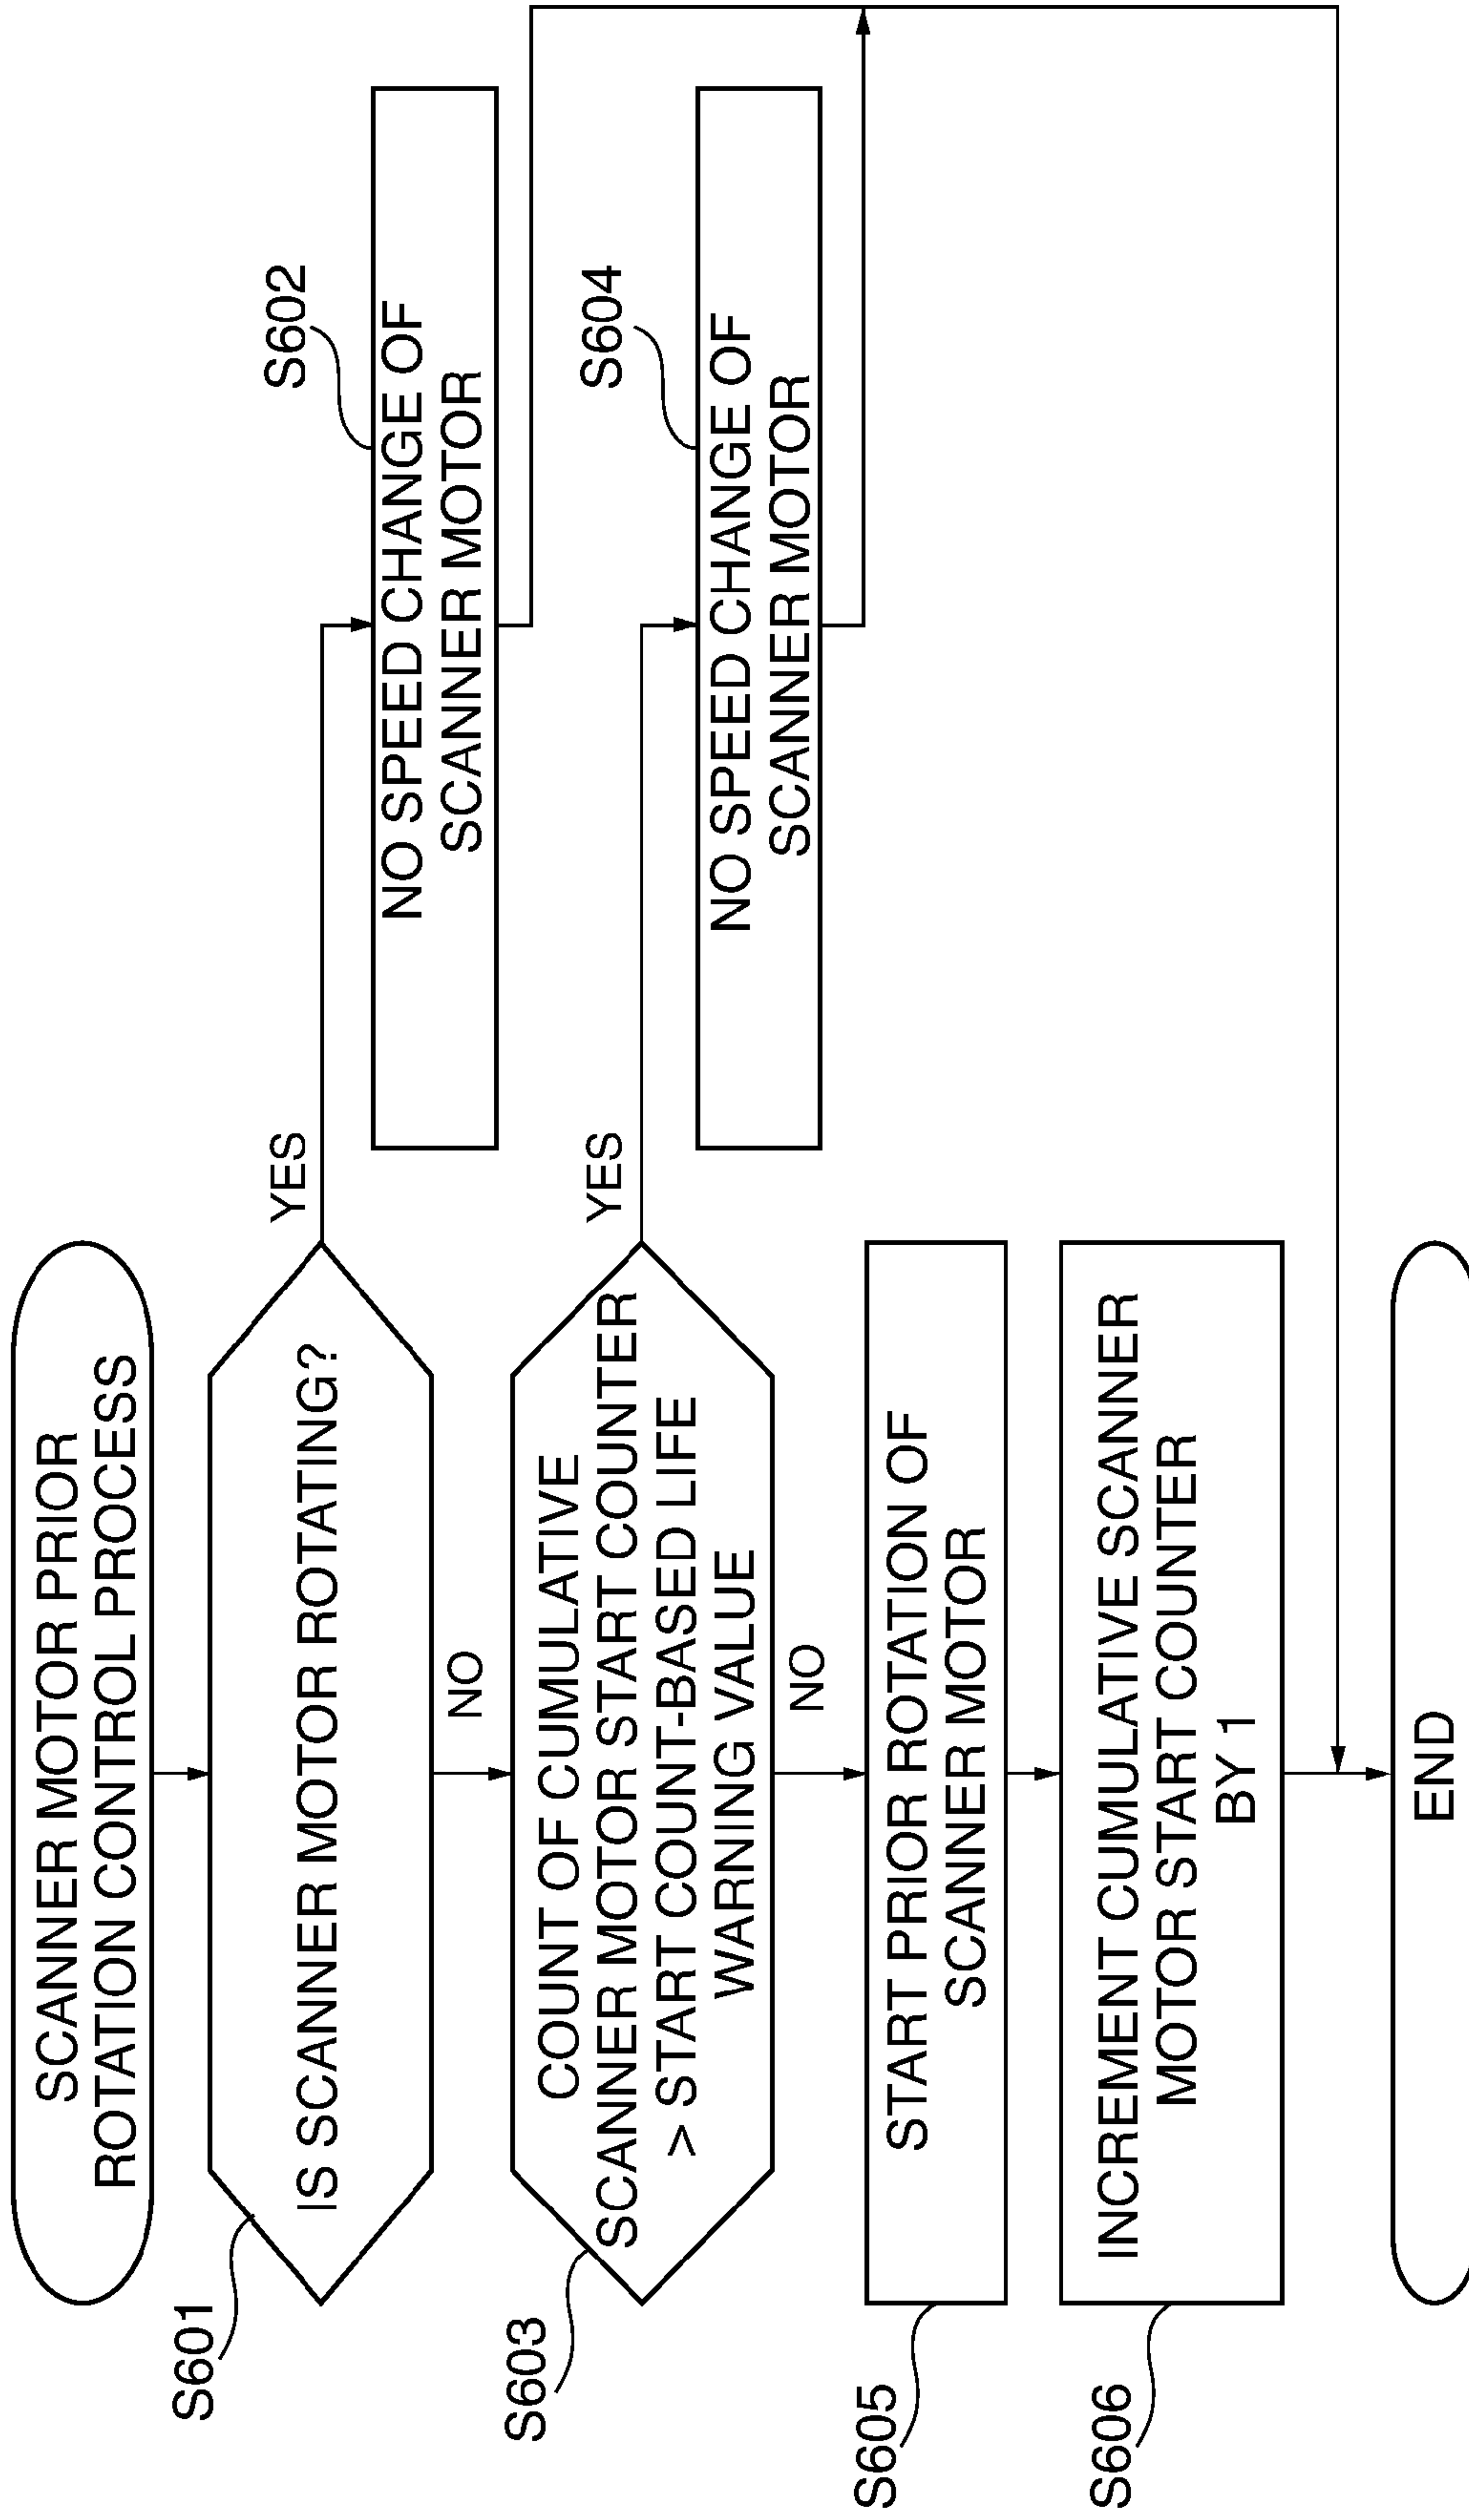 SCANNER MOTOR PRIOR
ROTATION CONTROL PROCESS
S601
IS SCANNER MOTOR ROTATING?
YES
S602
NO SPEED CHANGE OF
SCANNER MOTOR
NO
S603
COUNT OF CUMULATIVE
SCANNER MOTOR START COUNTER
> START COUNT-BASED LIFE
WARNING VALUE
YES
S604
NO SPEED CHANGE OF
SCANNER MOTOR
NO
S605
START PRIOR ROTATION OF
SCANNER MOTOR
S606
INCREMENT CUMULATIVE SCANNER
MOTOR START COUNTER
BY 1
END